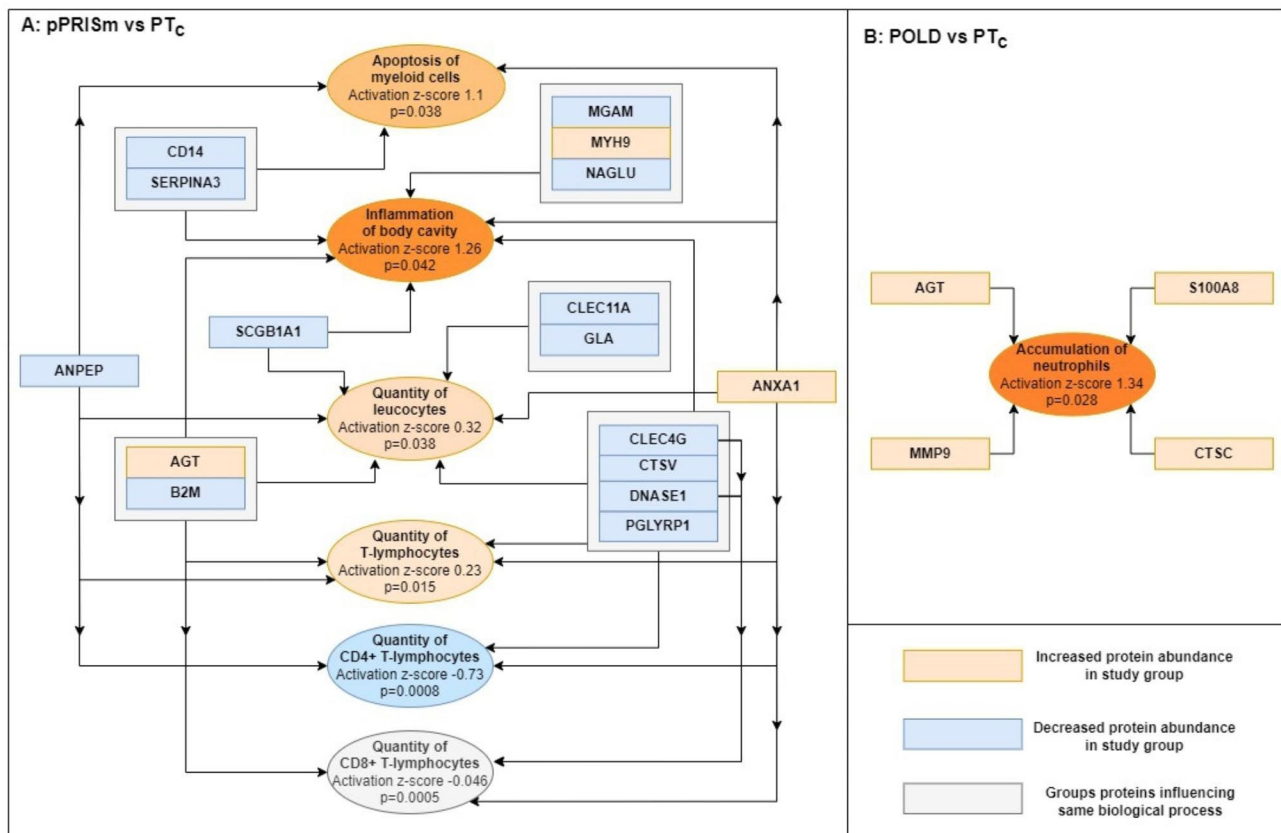 A: pPRISm vs PTC
Apoptosis of
myeloid cells
Activation z-score 1.1
p=0.038
MGAM
MYH9
NAGLU
CD14
SERPINA3
Inflammation
of body cavity
Activation z-score 1.26
p=0.042
CLEC11A
GLA
SCGB1A1
ANPEP
ANXA1
Quantity of
leucocytes
Activation z-score 0.32
p=0.038
CLEC4G
CTSV
DNASE1
PGLYRP1
AGT
B2M
Quantity of
T-lymphocytes
Activation z-score 0.23
p=0.015
Quantity of
CD4+ T-lymphocytes
Activation z-score -0.73
p=0.0008
Quantity of
CD8+ T-lymphocytes
Activation z-score -0.046
p=0.0005
B: POLD vs PTC
AGT
S100A8
Accumulation of
neutrophils
Activation z-score 1.34
p=0.028
MMP9
CTSC
Increased protein abundance
in study group
Decreased protein abundance
in study group
Groups proteins influencing
same biological process